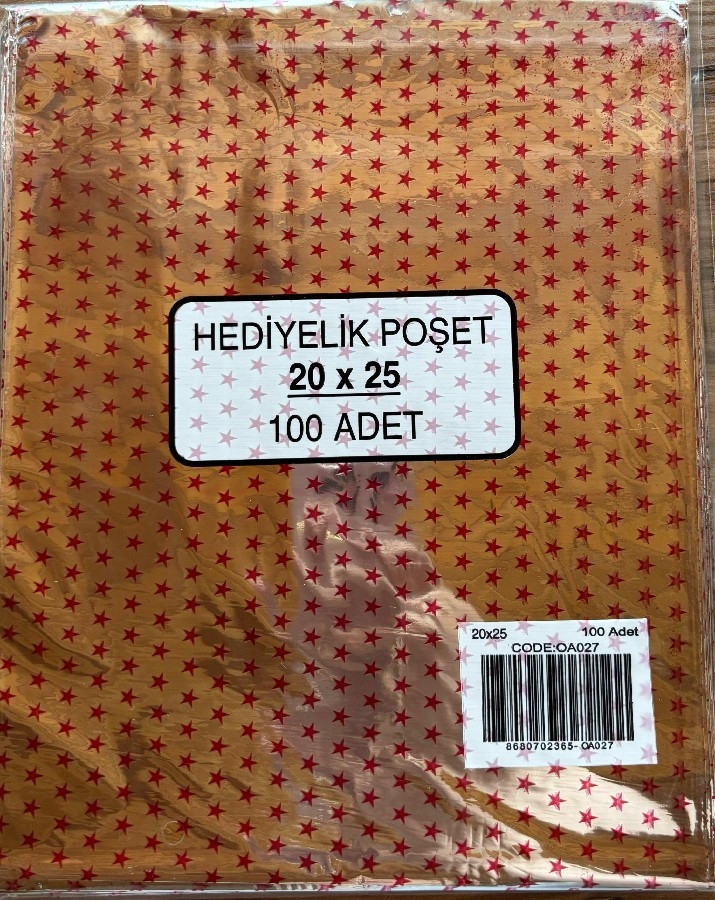 HEDİYELİK POŞET
20 x 25
100 ADET
20x25 100 Adet
CODE:OA027
8680702365-OA027